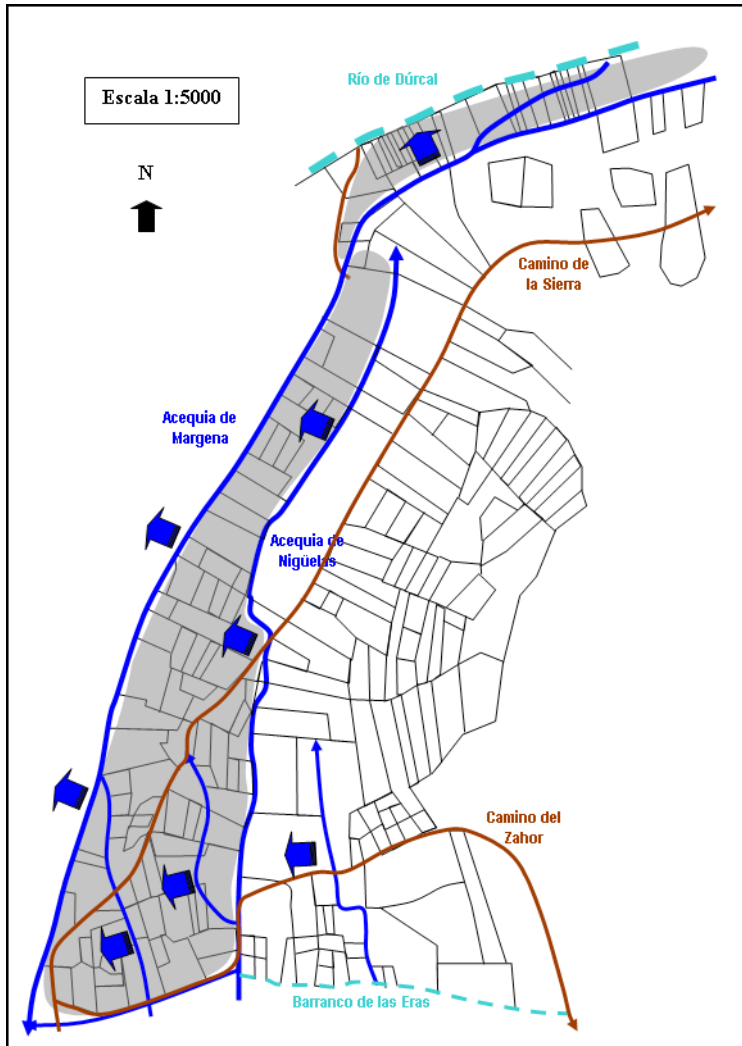 Río de Dúrcal
Escala 1:5000
N
Camino de
la Sierra
Acequia de
Margena
Acequia de
Nigüelas
Camino del
Zahor
Barranco de las Eras